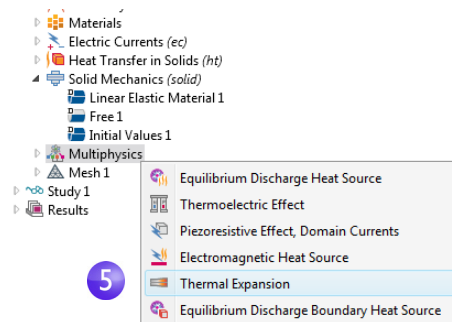 Materials
Electric Currents (ec)
Heat Transfer in Solids (ht)
Solid Mechanics (solid)
Linear Elastic Material 1
Free 1
Initial Values 1
Multiphysics
Mesh 1
Study 1
Results
Equilibrium Discharge Heat Source
Thermoelectric Effect
Piezoresistive Effect, Domain Currents
Electromagnetic Heat Source
5
Thermal Expansion
Equilibrium Discharge Boundary Heat Source